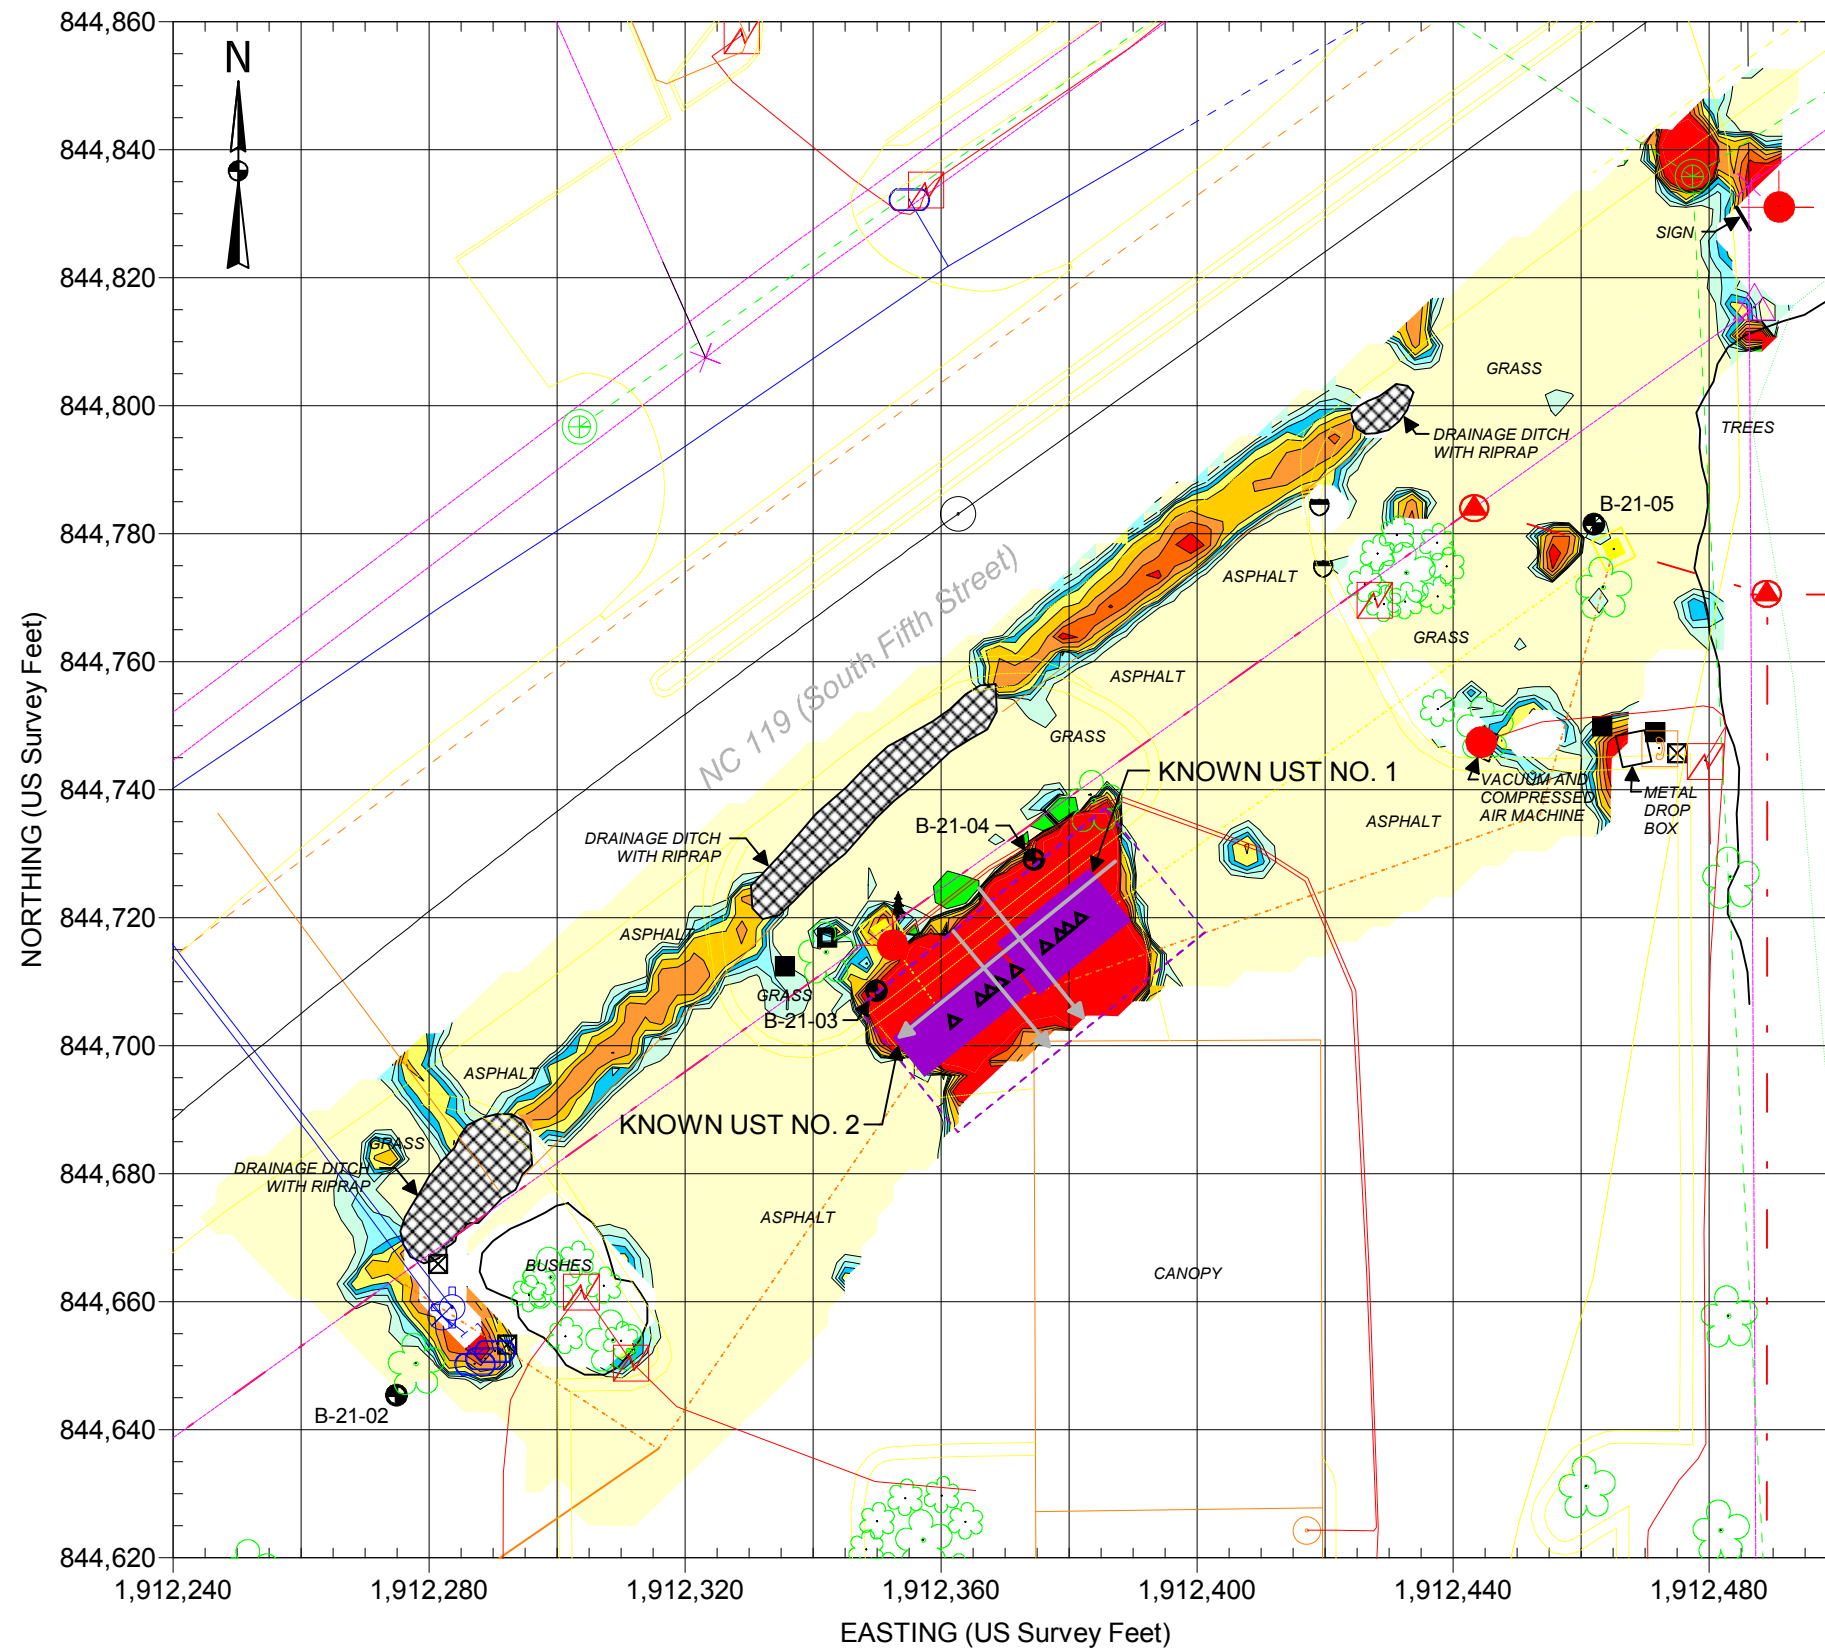 844,860
844,840
844,820
844,800
844,780
844,760
844,740
844,720
844,700
844,680
844,660
844,640
844,620
NORTHING (US Survey Feet)
N
SIGN
GRASS
TREES
DRAINAGE DITCH
WITH RIPRAP
B-21-05
ASPHALT
NC 119 (South Fifth Street)
GRASS
ASPHALT
GRASS
KNOWN UST NO. 1
VACUUM AND
COMPRESSED
AIR MACHINE
METAL
DROP
BOX
ASPHALT
B-21-04
DRAINAGE DITCH
WITH RIPRAP
ASPHALT
GRASS
B-21-03
ASPHALT
KNOWN UST NO. 2
GRASS
DRAINAGE DITCH
WITH RIPRAP
ASPHALT
BUSHES
CANOPY
B-21-02
1,912,240
1,912,280
1,912,320
1,912,360
1,912,400
1,912,440
1,912,480
EASTING (US Survey Feet)